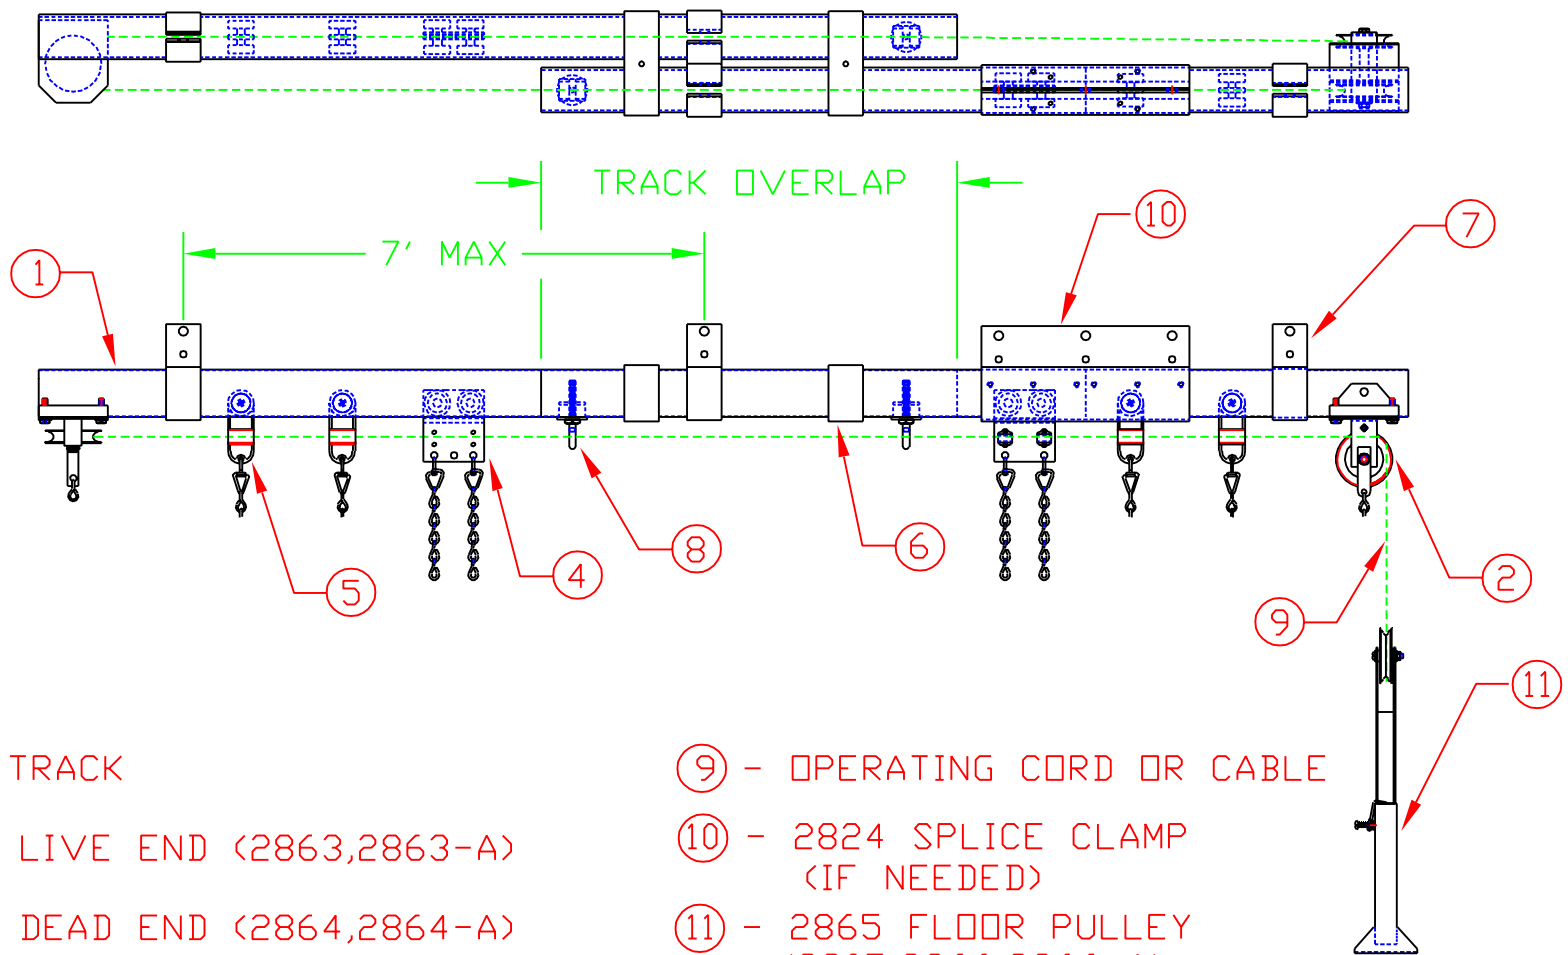 TRACK OVERLAP
10
7
7' MAX
1
8
6
4
5
2
9
11
TRACK
LIVE END (2863,2863-A)
DEAD END (2864,2864-A)
9 - OPERATING CORD OR CABLE
10 - 2824 SPLICE CLAMP
(IF NEEDED)
11 - 2865 FLOOR PULLEY